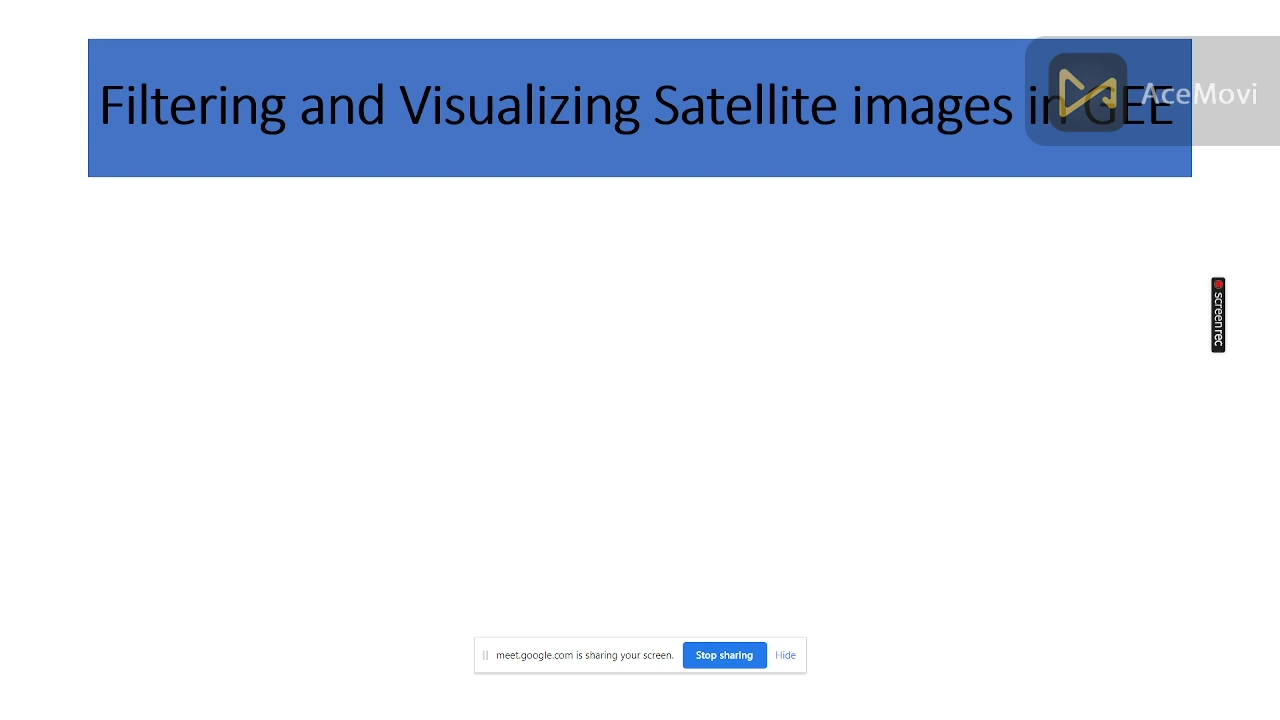 Filtering and Visualizing Satellite images in GEE
AceMovi
screenrec
meet.google.com is sharing your screen.
Stop sharing
Hide